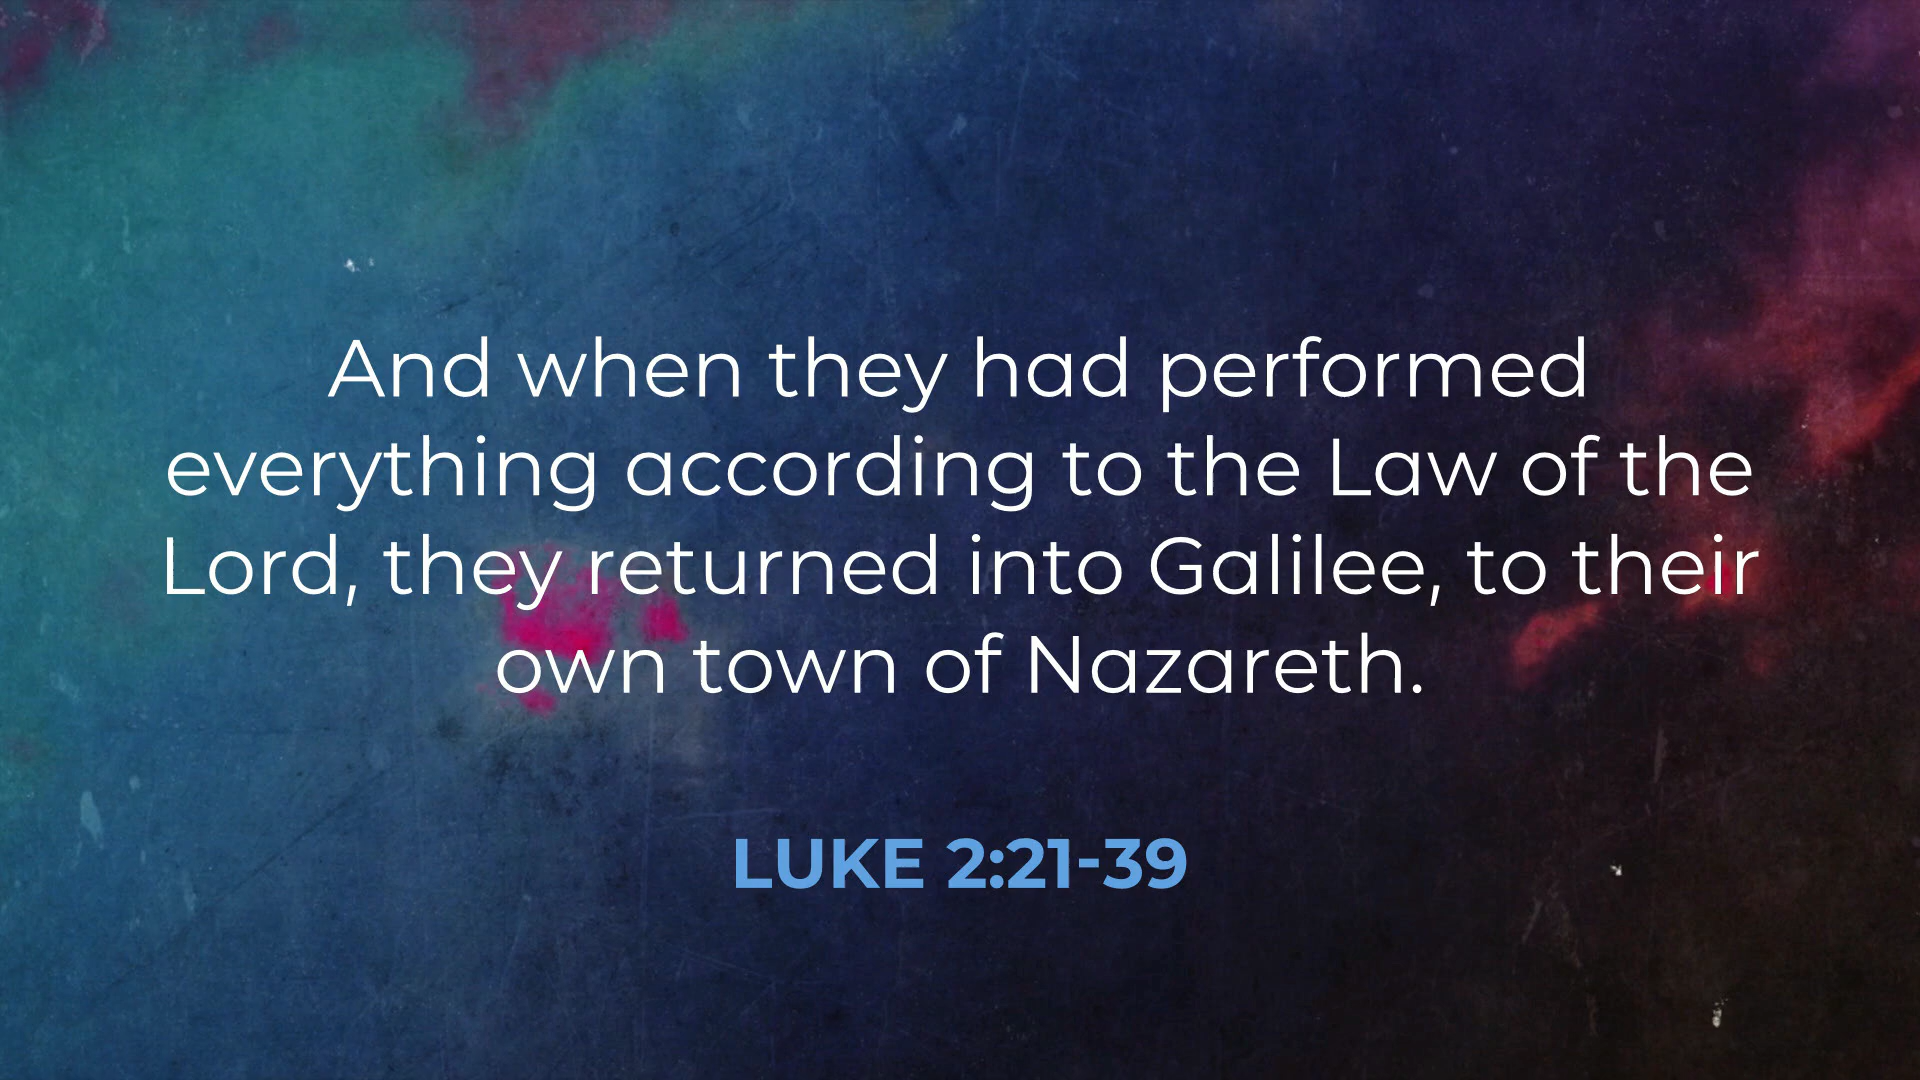 And when they had performed
everything according to the Law of the
Lord, they returned into Galilee, to their
own town of Nazareth.
LUKE 2:21-39